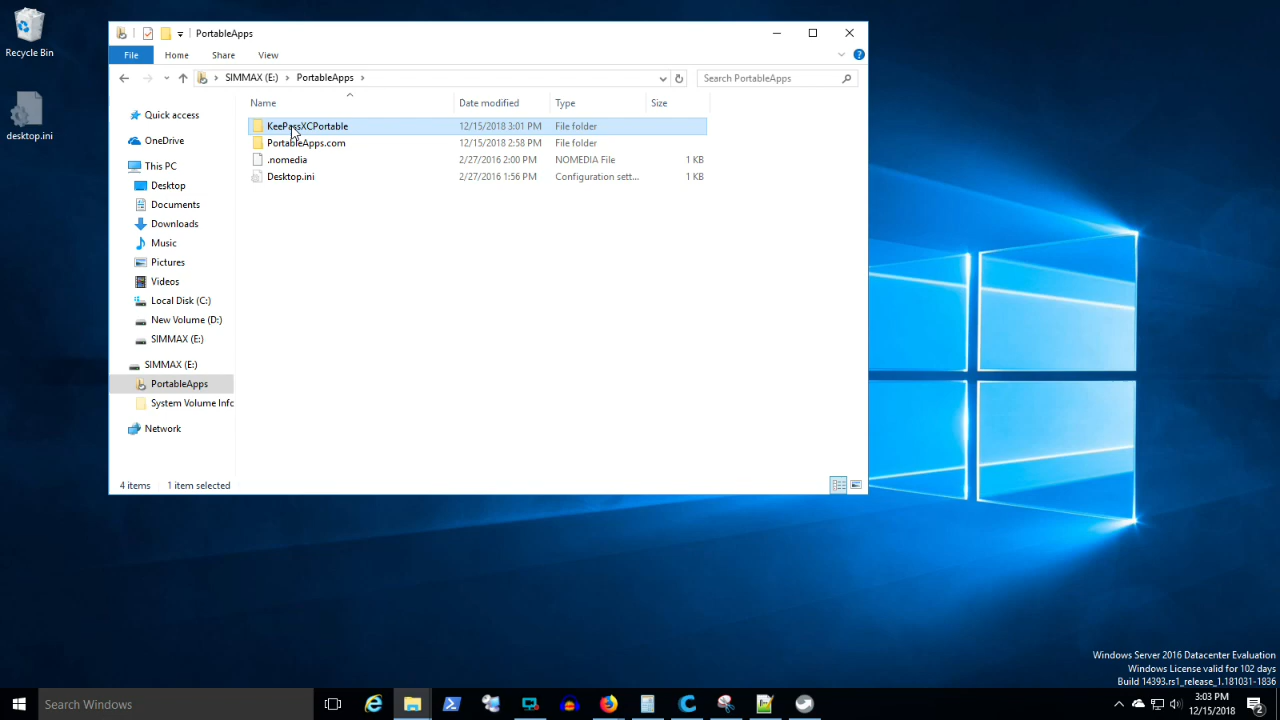 Recycle Bin
desktop.ini
PortableApps
File Home Share View
SIMMAX (E:) PortableApps
Search PortableApps
Name Date modified Type Size
KeePassXCPortable 12/15/2018 3:01 PM File folder
PortableApps.com 12/15/2018 2:58 PM File folder
.nomedia 2/27/2016 2:00 PM NOMEDIA File 1 KB
Desktop.ini 2/27/2016 1:56 PM Configuration sett... 1 KB
Quick access
OneDrive
This PC
Desktop
Documents
Downloads
Music
Pictures
Videos
Local Disk (C:)
New Volume (D:)
SIMMAX (E:)
SIMMAX (E:)
PortableApps
System Volume Info
Network
4 items 1 item selected
Windows Server 2016 Datacenter Evaluation
Windows License valid for 102 days
Build 14393.rs1_release_1.181031-1836
Search Windows
3:03 PM
12/15/2018
2